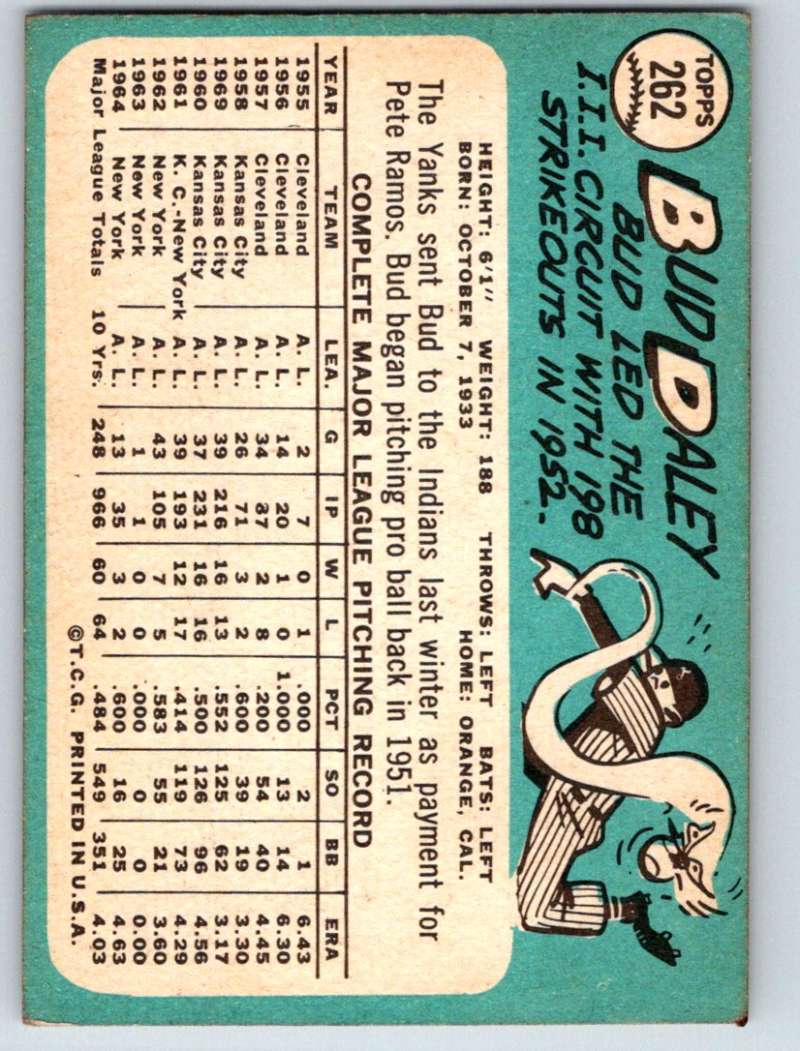 TOPPS
262
BUD DALEY
BUD LED THE
I.I.I. CIRCUIT WITH 198
STRIKEOUTS IN 1952.
HEIGHT: 6'1" WEIGHT: 188 THROWS: LEFT BATS: LEFT
BORN: OCTOBER 7, 1933 HOME: ORANGE, CAL.
The Yanks sent Bud to the Indians last winter as payment for
Pete Ramos. Bud began pitching pro ball back in 1951.
COMPLETE MAJOR LEAGUE PITCHING RECORD
YEAR TEAM LEA. G IP W L PCT SO BB ERA
1955 Cleveland A. L. 2 7 0 1 .000 2 1 6.43
1956 Cleveland A. L. 14 20 1 0 1.000 13 14 6.30
1957 Cleveland A. L. 34 87 2 8 .200 54 40 4.45
1958 Kansas City A. L. 26 71 3 2 .600 39 19 3.30
1969 Kansas City A. L. 39 216 16 13 .552 125 62 3.17
1960 Kansas City A. L. 37 231 16 16 .500 126 96 4.56
1961 K. C.-New York A. L. 39 193 12 17 .414 119 73 4.29
1962 New York A. L. 43 105 7 5 .583 55 21 3.60
1963 New York A. L. 1 1 0 0 .000 0 0 0.00
1964 New York A. L. 13 35 3 2 .600 16 25 4.63
Major League Totals 10 Yrs. 248 966 60 64 .484 549 351 4.03
©T.C.G. PRINTED IN U.S.A.